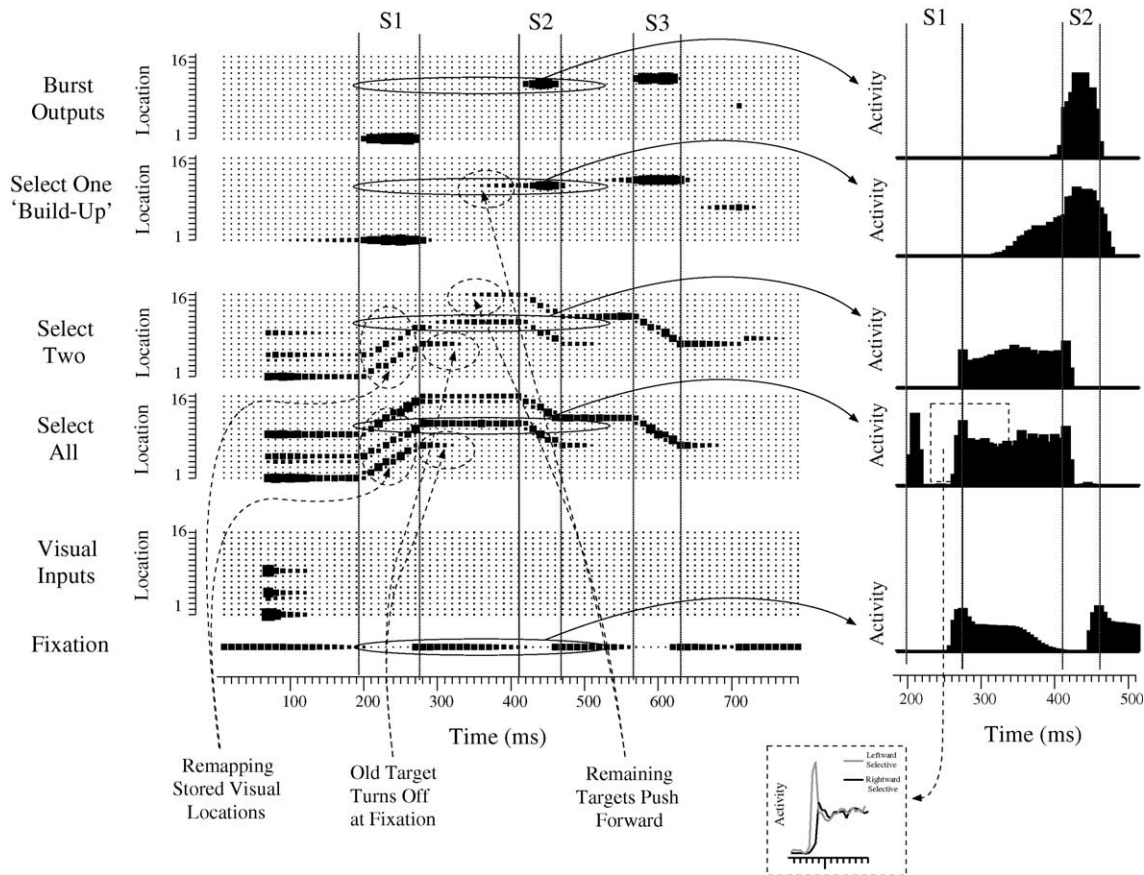 S1 S2 S3 S1 S2
Burst
Outputs
Location
16
1
Activity
Select One
'Build-Up'
Location
16
1
Activity
Select
Two
Location
16
1
Activity
Select
All
Location
16
1
Activity
Visual
Inputs
Location
16
1
Fixation
Activity
100 200 300 400 500 600 700
Time (ms)
200 300 400 500
Time (ms)
Remapping
Stored Visual
Locations
Old Target
Turns Off
at Fixation
Remaining
Targets Push
Forward
Activity
Leftward
Selective
Rightward
Selective